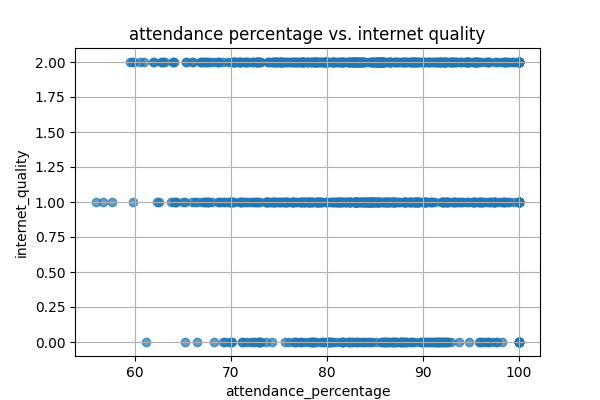 attendance percentage vs. internet quality
2.00
1.75
1.50
1.25
1.00
0.75
0.50
0.25
0.00
internet_quality
60 70 80 90 100
attendance_percentage